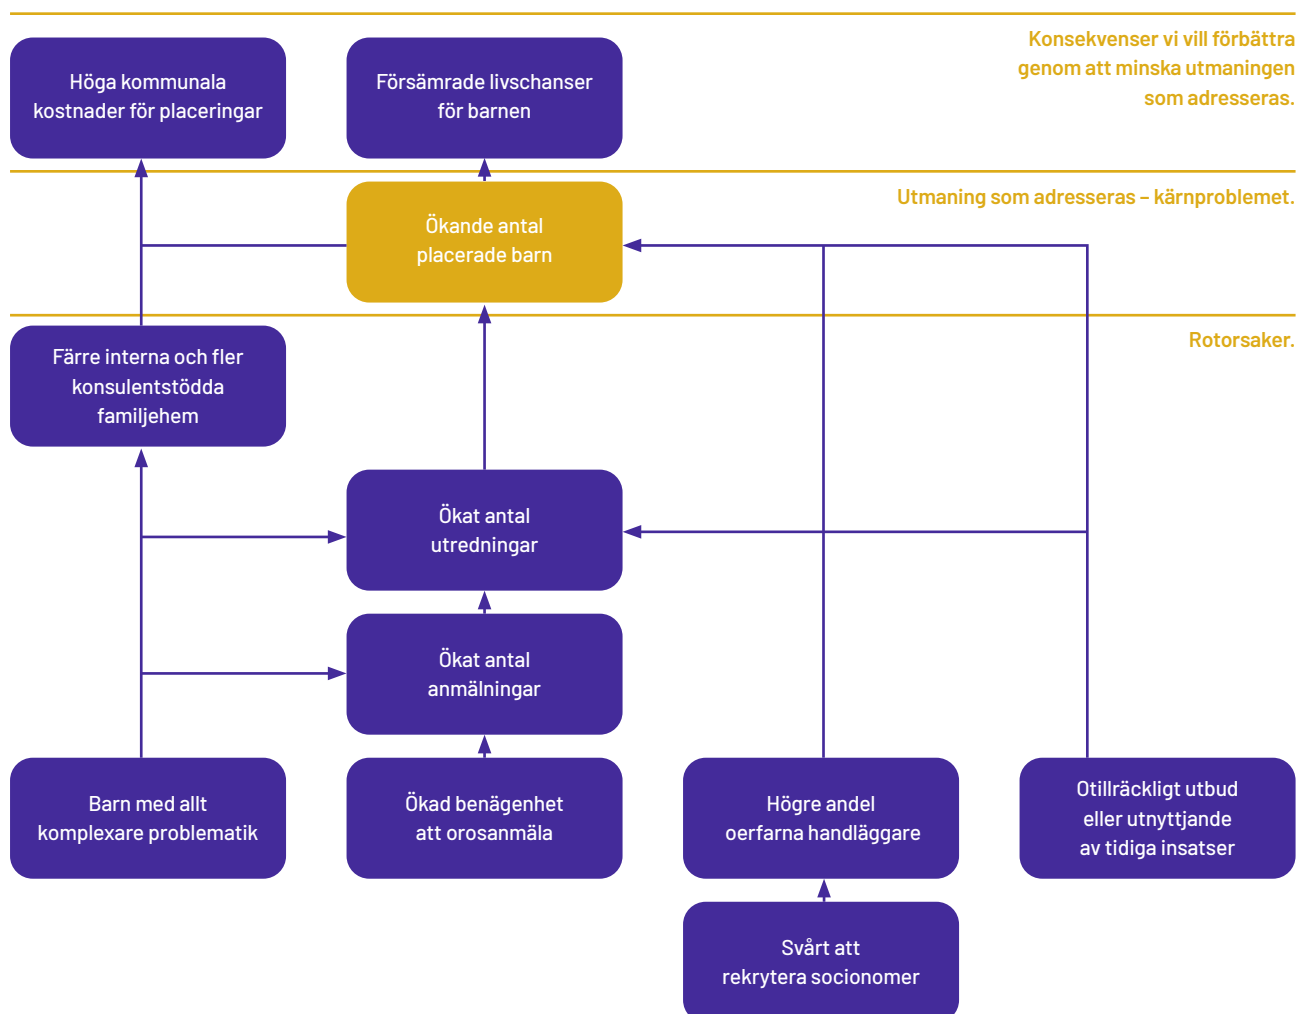 Konsekvenser vi vill förbättra
genom att minska utmaningen
som adresseras.
Höga kommunala
kostnader för placeringar
Försämrade livschanser
för barnen
Utmaning som adresseras – kärnproblemet.
Ökande antal
placerade barn
Rotorsaker.
Färre interna och fler
konsulentstödda
familjehem
Ökat antal
utredningar
Ökat antal
anmälningar
Barn med allt
komplexare problematik
Ökad benägenhet
att orosanmäla
Högre andel
oerfarna handläggare
Otillräckligt utbud
eller utnyttjande
av tidiga insatser
Svårt att
rekrytera socionomer